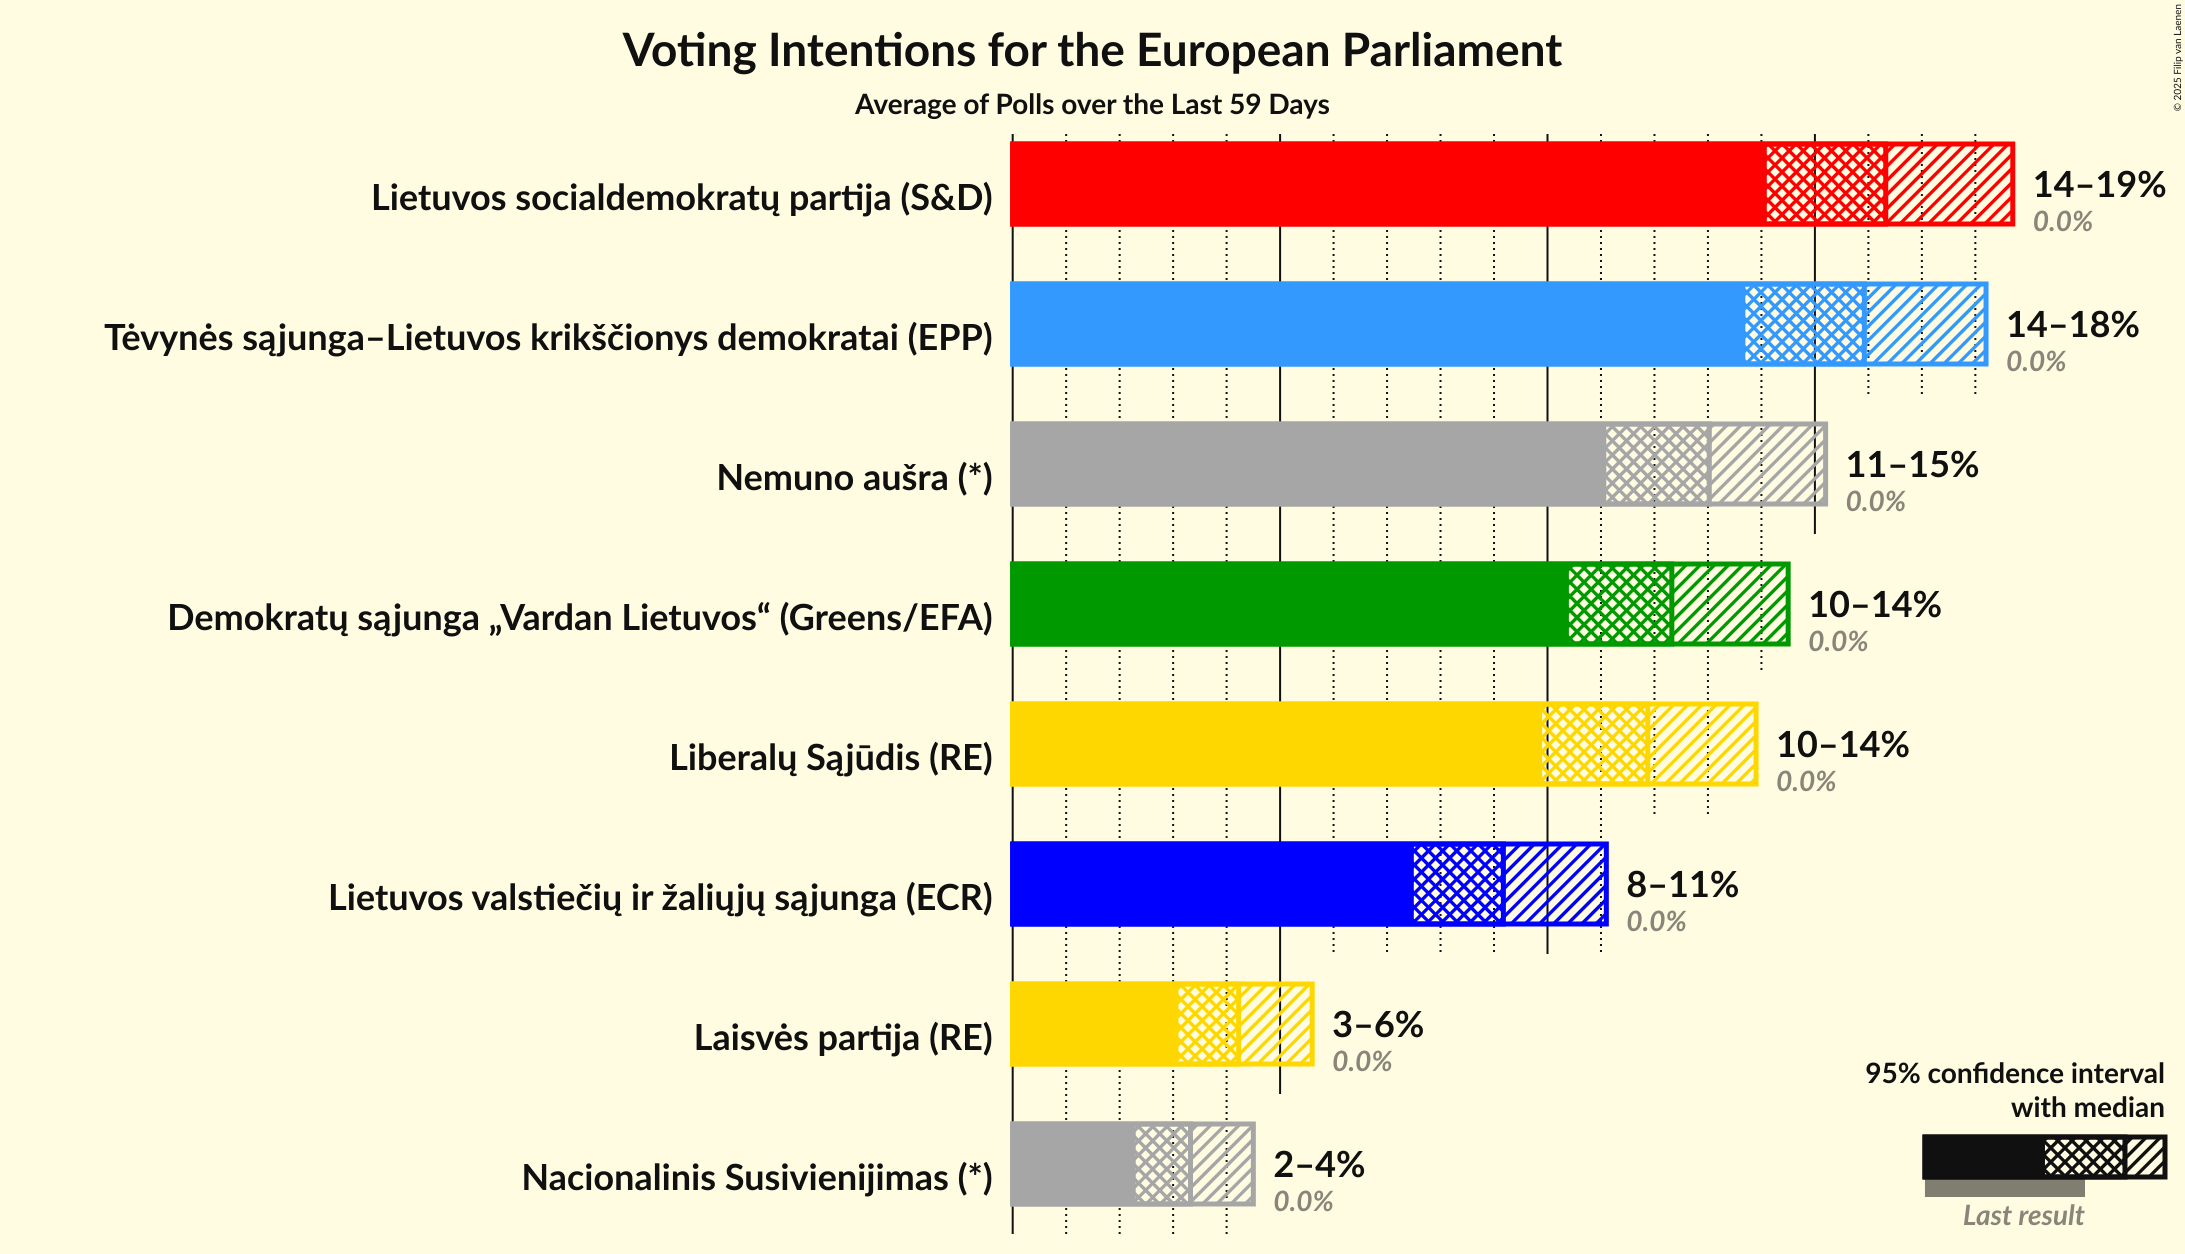 Voting Intentions for the European Parliament
Average of Polls over the Last 59 Days
© 2025 Filip van Laenen
Lietuvos socialdemokratų partija (S&D)
14–19%
0.0%
Tėvynės sąjunga–Lietuvos krikščionys demokratai (EPP)
14–18%
0.0%
Nemuno aušra (*)
11–15%
0.0%
Demokratų sąjunga „Vardan Lietuvos“ (Greens/EFA)
10–14%
0.0%
Liberalų Sąjūdis (RE)
10–14%
0.0%
Lietuvos valstiečių ir žaliųjų sąjunga (ECR)
8–11%
0.0%
Laisvės partija (RE)
3–6%
0.0%
Nacionalinis Susivienijimas (*)
2–4%
0.0%
95% confidence interval
with median
Last result